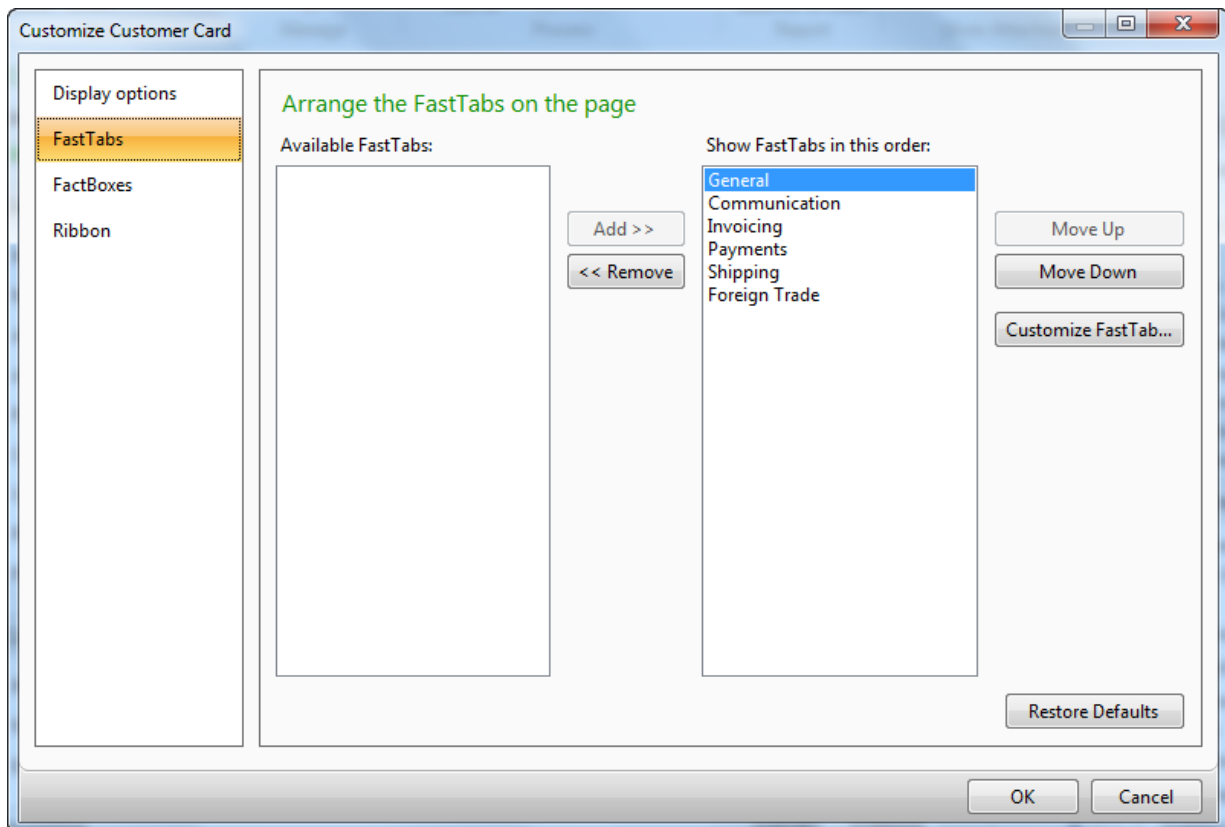 Customize Customer Card
Display options
FastTabs
FactBoxes
Ribbon
Arrange the FastTabs on the page
Available FastTabs:
Add >>
<< Remove
Show FastTabs in this order:
General
Communication
Invoicing
Payments
Shipping
Foreign Trade
Move Up
Move Down
Customize FastTab...
Restore Defaults
OK
Cancel